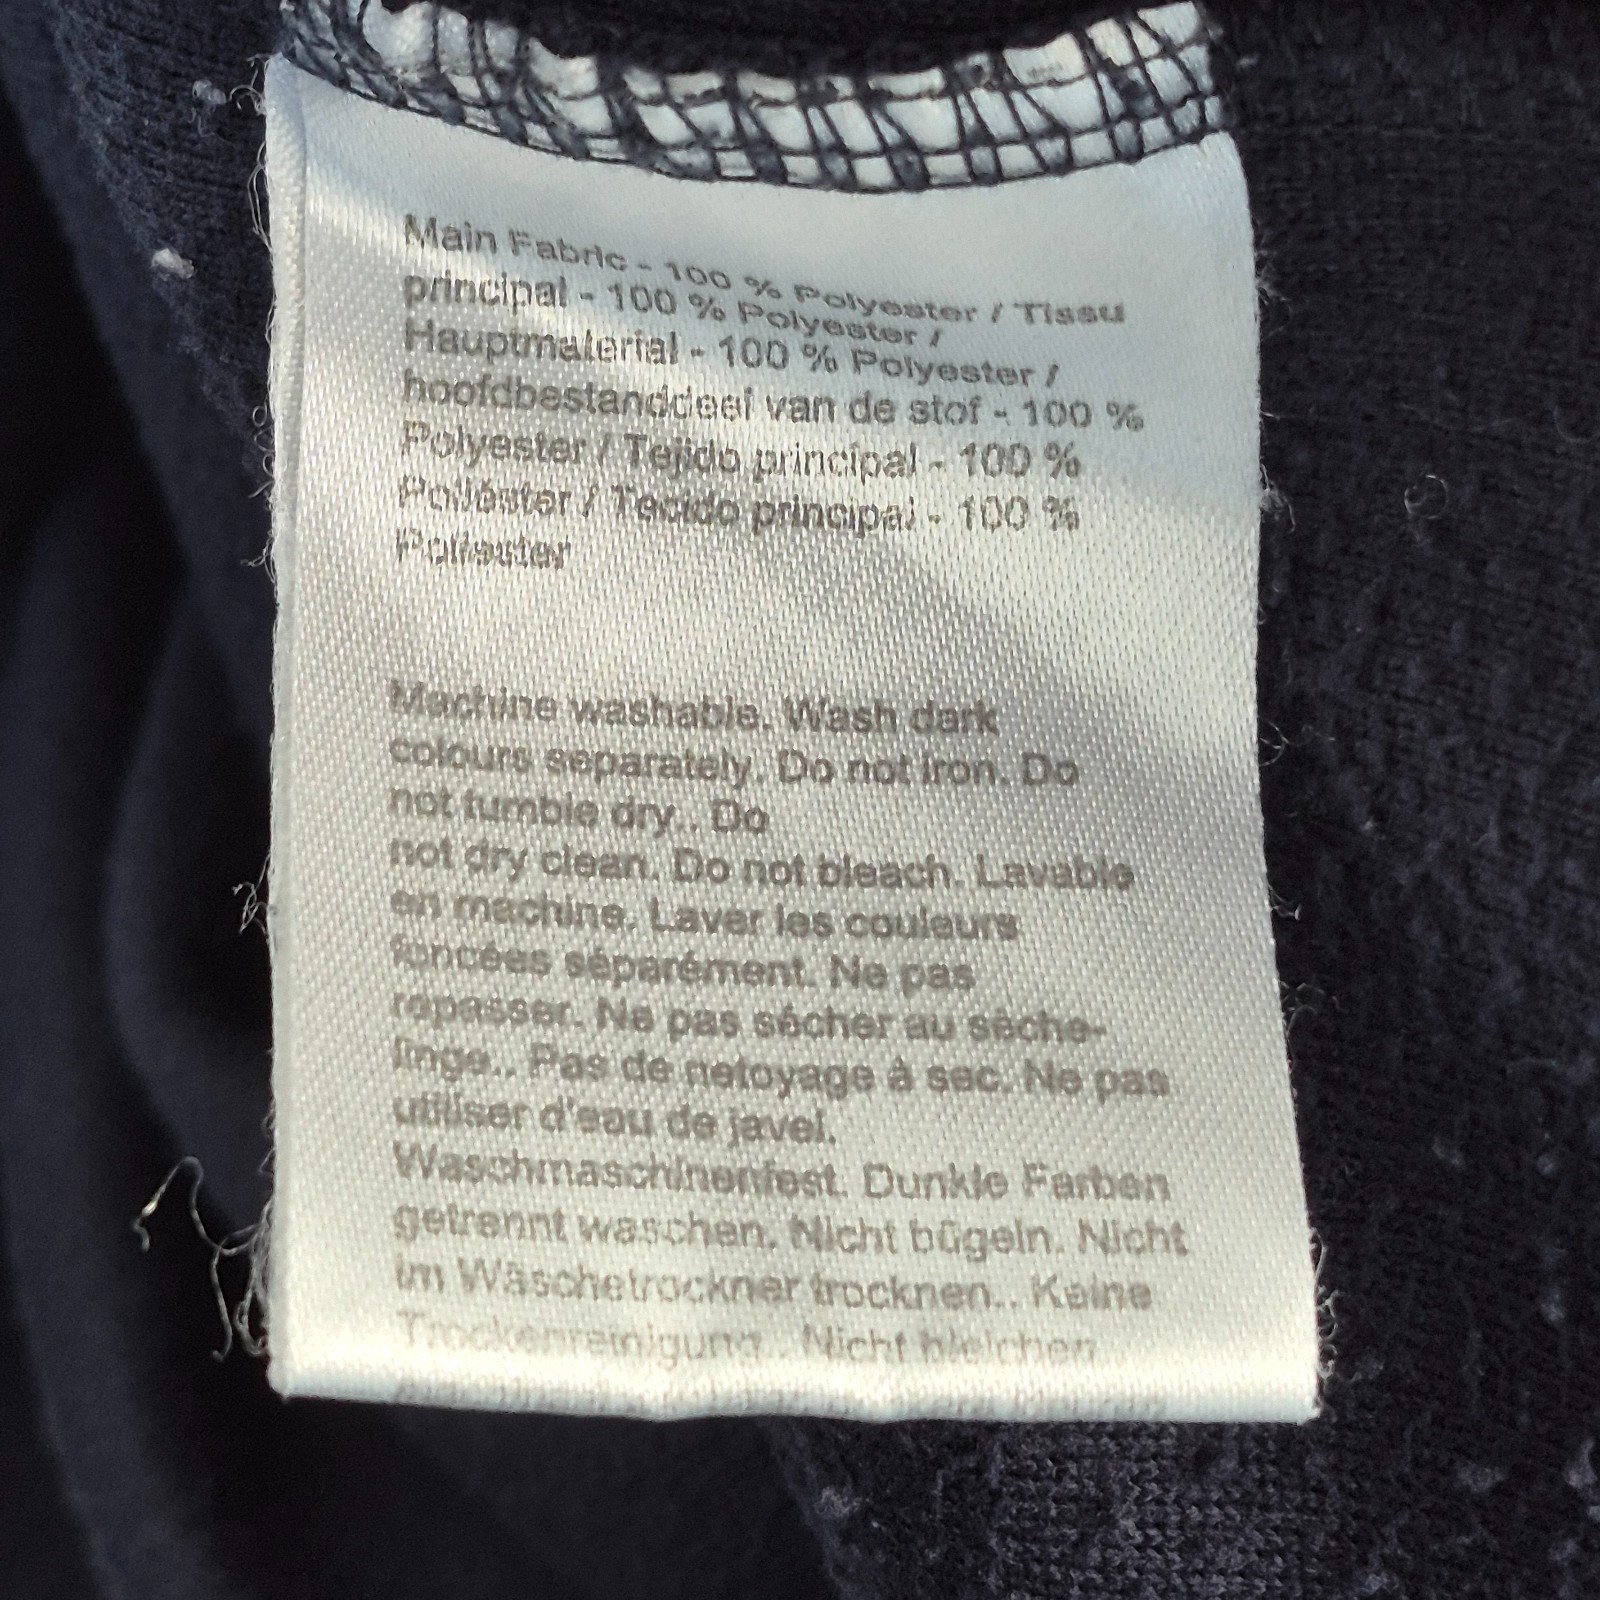 Main Fabric - 100 % Polyester / Tissu
principal - 100 % Polyester /
Hauptmaterial - 100 % Polyester /
hoofdbestanddeel van de stof - 100 %
Polyester / Tejido principal - 100 %
Poliéster / Tecido principal - 100 %
Poliester
Machine washable. Wash dark
colours separately. Do not iron. Do
not tumble dry.. Do
not dry clean. Do not bleach. Lavable
en machine. Laver les couleurs
foncées séparément. Ne pas
repasser. Ne pas sécher au sèche-
linge.. Pas de netoyage à sec. Ne pas
utiliser d'eau de javel.
Waschmaschinenfest. Dunkle Farben
getrennt waschen. Nicht bügeln. Nicht
im Wäschetrockner trocknen.. Keine
Trockenreinigung.. Nicht bleichen